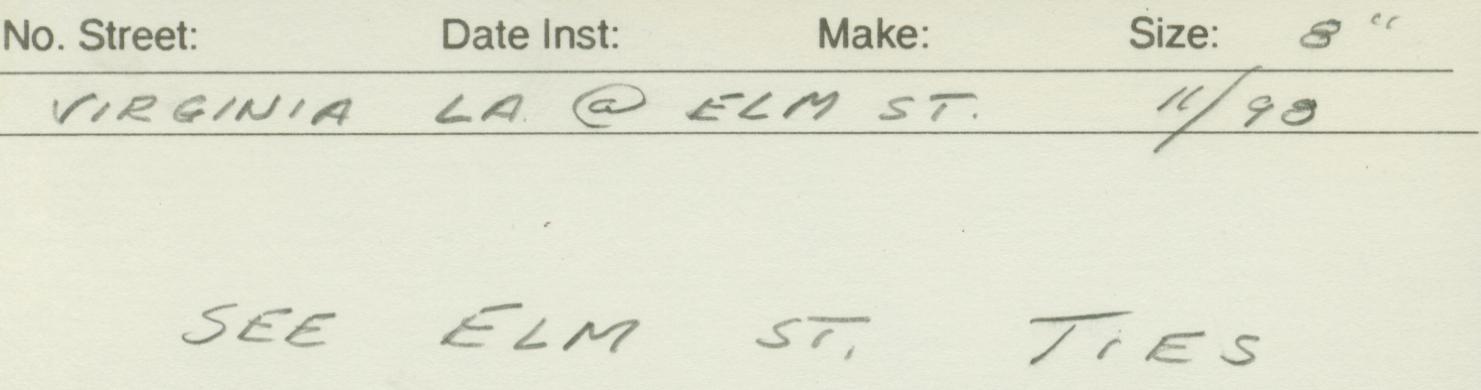 No. Street: Date Inst: Make: Size: 8"
VIRGINIA LA. @ ELM ST. 11/98
SEE ELM ST. TIES